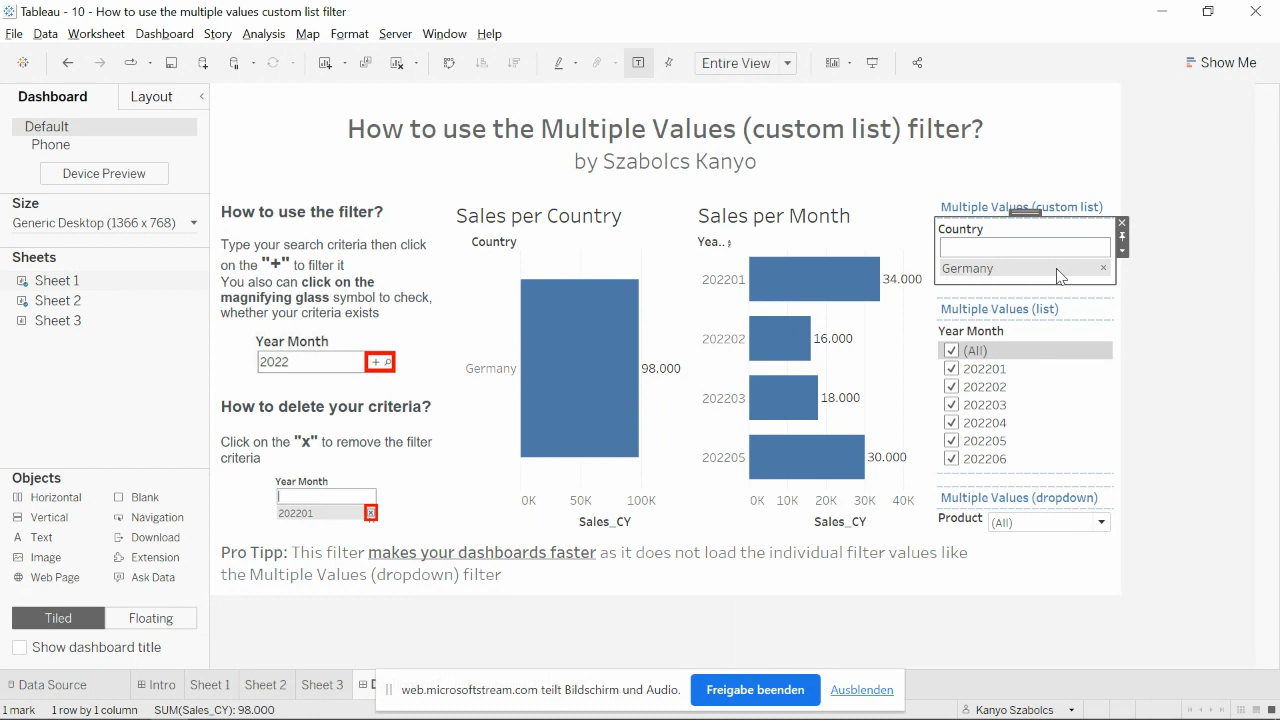 Tableau - 10 - How to use the multiple values custom list filter
File Data Worksheet Dashboard Story Analysis Map Format Server Window Help
Entire View
Show Me
Dashboard
Layout
Default
Phone
Device Preview
Size
Generic Desktop (1366 x 768)
Sheets
Sheet 1
Sheet 2
Sheet 3
Objects
Horizontal
Blank
Vertical
Navigation
Text
Download
Image
Extension
Web Page
Ask Data
Tiled
Floating
Show dashboard title
How to use the Multiple Values (custom list) filter?
by Szabolcs Kanyo
How to use the filter?
Type your search criteria then click
on the "+" to filter it
You also can click on the
magnifying glass symbol to check,
whether your criteria exists
Year Month
2022
How to delete your criteria?
Click on the "x" to remove the filter
criteria
Year Month
202201
Sales per Country
Country
Germany
98.000
0K 50K 100K
Sales_CY
Sales per Month
Yea..
202201
34.000
202202
16.000
202203
18.000
202205
30.000
0K 10K 20K 30K 40K
Sales_CY
Multiple Values (custom list)
Country
Germany
Multiple Values (list)
Year Month
(All)
202201
202202
202203
202204
202205
202206
Multiple Values (dropdown)
Product
(All)
Pro Tipp: This filter makes your dashboards faster as it does not load the individual filter values like
the Multiple Values (dropdown) filter
Data Source
Intro
Sheet 1
Sheet 2
Sheet 3
web.microsoftstream.com teilt Bildschirm und Audio.
Freigabe beenden
Ausblenden
1 mark 1 row by 1 column SUM(Sales_CY): 98.000
Kanyo Szabolcs